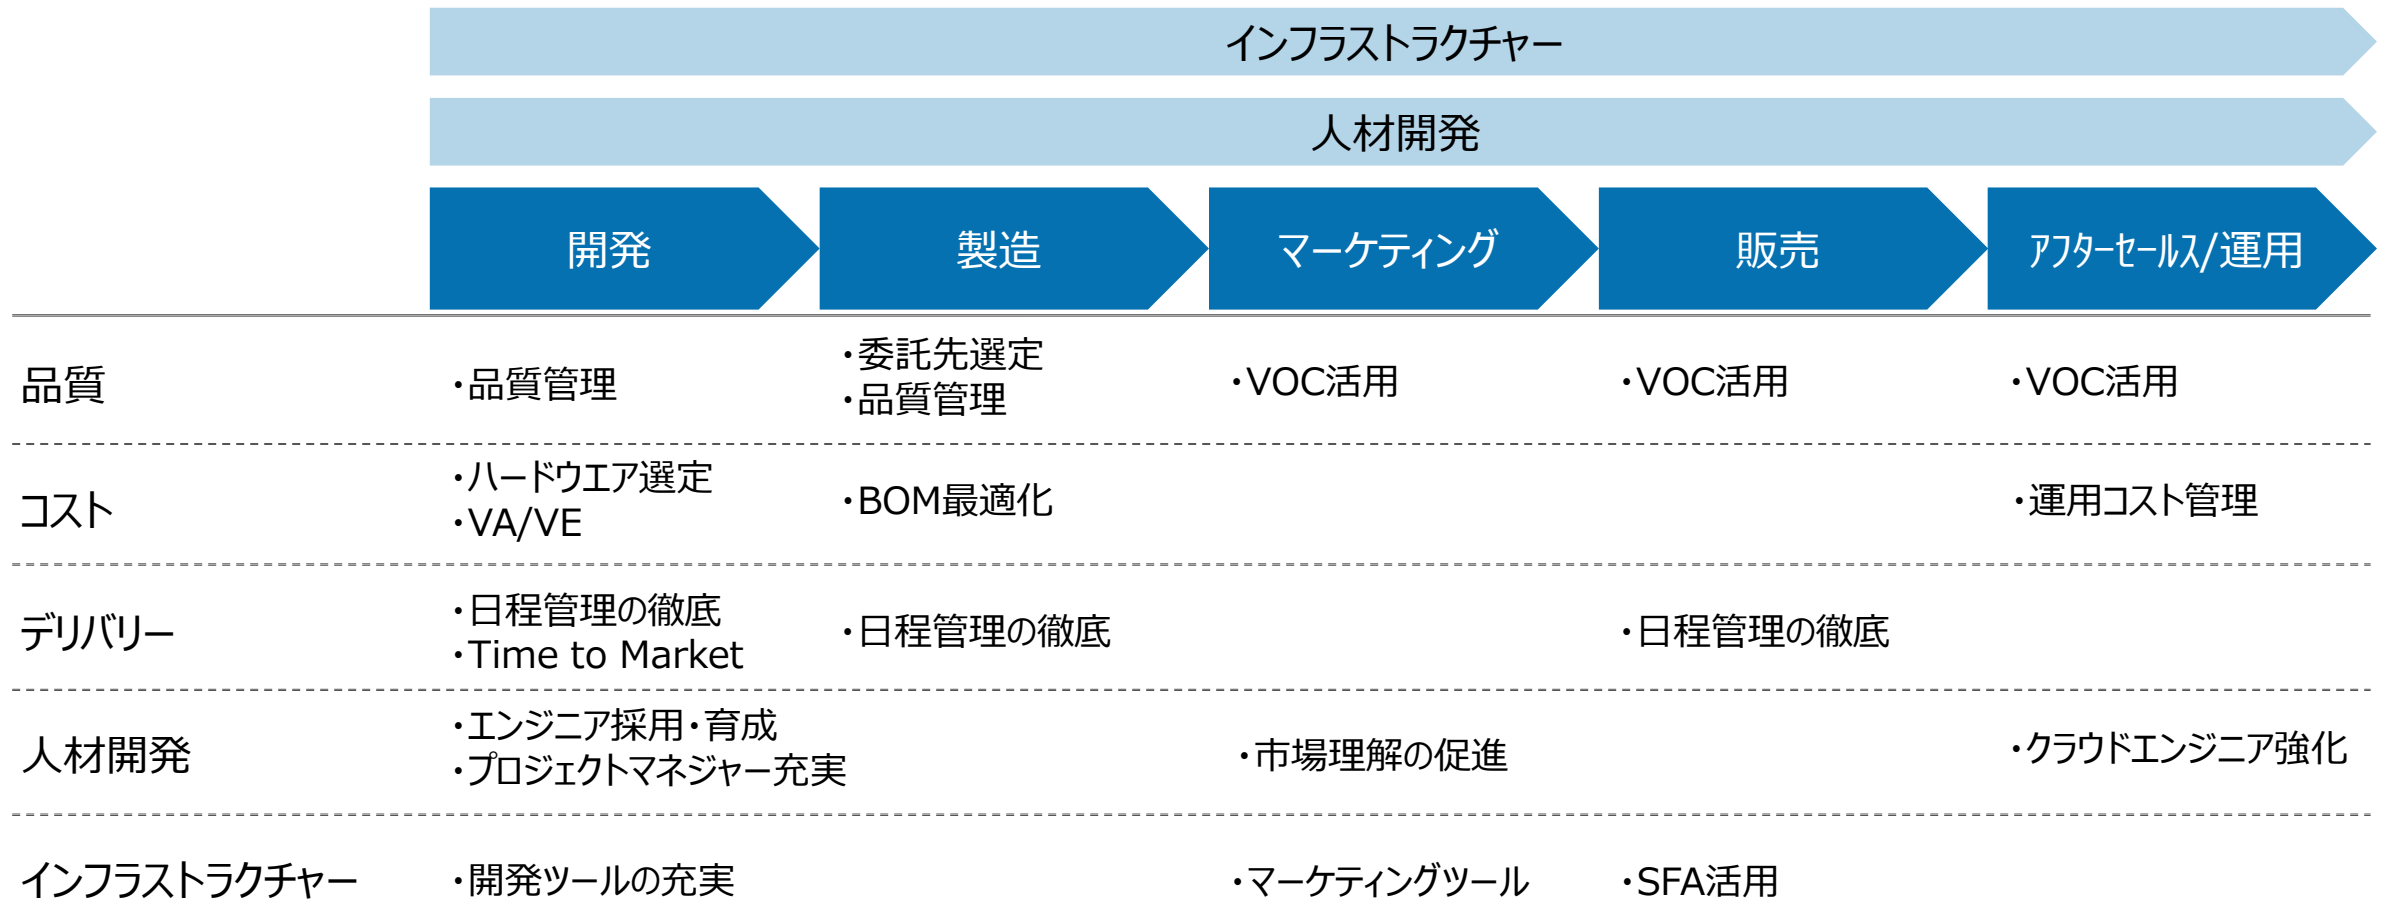 インフラストラクチャー
人材開発
開発
製造
マーケティング
販売
ｱﾌﾀｰｾｰﾙｽ/運用
品質
・品質管理
・委託先選定
・品質管理
・VOC活用
・VOC活用
・VOC活用
コスト
・ハードウエア選定
・VA/VE
・BOM最適化
・運用コスト管理
デリバリー
・日程管理の徹底
・Time to Market
・日程管理の徹底
・日程管理の徹底
人材開発
・エンジニア採用・育成
・プロジェクトマネジャー充実
・市場理解の促進
・クラウドエンジニア強化
インフラストラクチャー
・開発ツールの充実
・マーケティングツール
・SFA活用